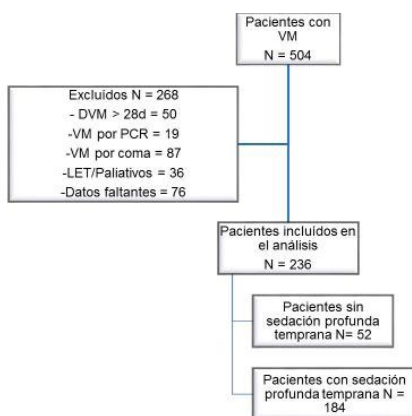 Pacientes con
VM
N = 504
Excluídos N = 268
- DVM > 28d = 50
-VM por PCR = 19
-VM por coma = 87
-LET/Paliativos = 36
-Datos faltantes = 76
Pacientes incluídos en
el análisis
N = 236
Pacientes sin
sedación profunda
temprana N= 52
Pacientes con sedación
profunda temprana N =
184